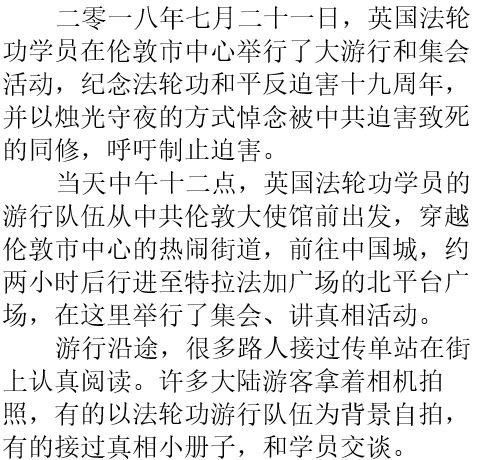 二零一八年七月二十一日，英国法轮
功学员在伦敦市中心举行了大游行和集会
活动，纪念法轮功和平反迫害十九周年，
并以烛光守夜的方式悼念被中共迫害致死
的同修，呼吁制止迫害。
当天中午十二点，英国法轮功学员的
游行队伍从中共伦敦大使馆前出发，穿越
伦敦市中心的热闹街道，前往中国城，约
两小时后行进至特拉法加广场的北平台广
场，在这里举行了集会、讲真相活动。
游行沿途，很多路人接过传单站在街
上认真阅读。许多大陆游客拿着相机拍
照，有的以法轮功游行队伍为背景自拍，
有的接过真相小册子，和学员交谈。